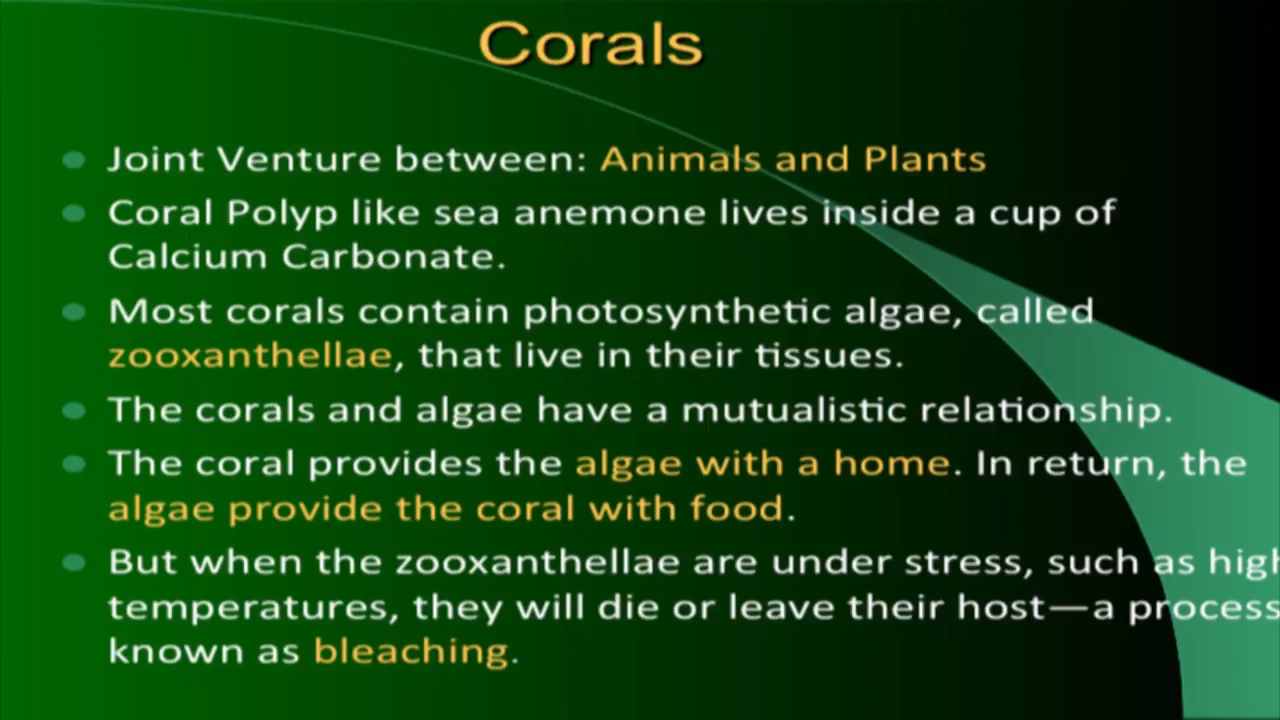 Corals
Joint Venture between: Animals and Plants
Coral Polyp like sea anemone lives inside a cup of
Calcium Carbonate.
Most corals contain photosynthetic algae, called
zooxanthellae, that live in their tissues.
The corals and algae have a mutualistic relationship.
The coral provides the algae with a home. In return, the
algae provide the coral with food.
But when the zooxanthellae are under stress, such as high
temperatures, they will die or leave their host—a process
known as bleaching.